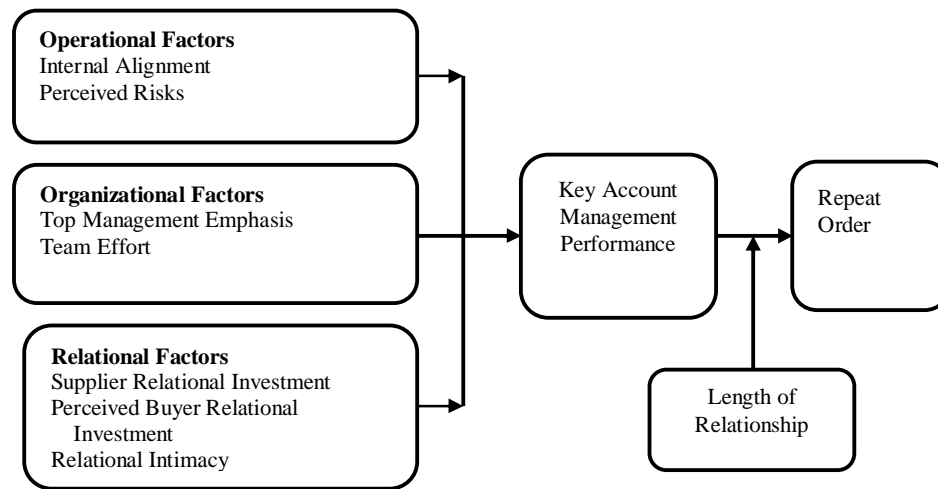 Operational Factors
Internal Alignment
Perceived Risks
Organizational Factors
Top Management Emphasis
Team Effort
Relational Factors
Supplier Relational Investment
Perceived Buyer Relational
Investment
Relational Intimacy
Key Account
Management
Performance
Repeat
Order
Length of
Relationship